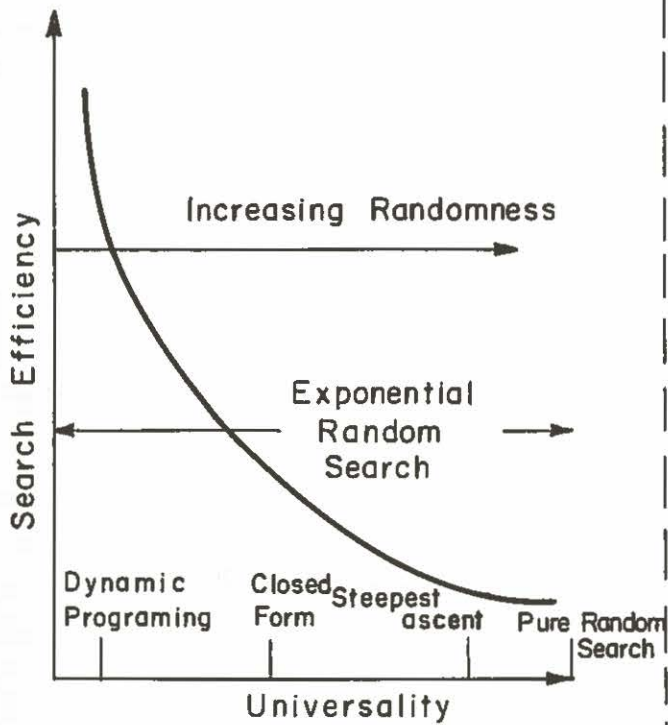 Search Efficiency
Increasing Randomness
Exponential
Random
Search
Dynamic
Programing
Closed
Form
Steepest
ascent
Pure Random
Search
Universality